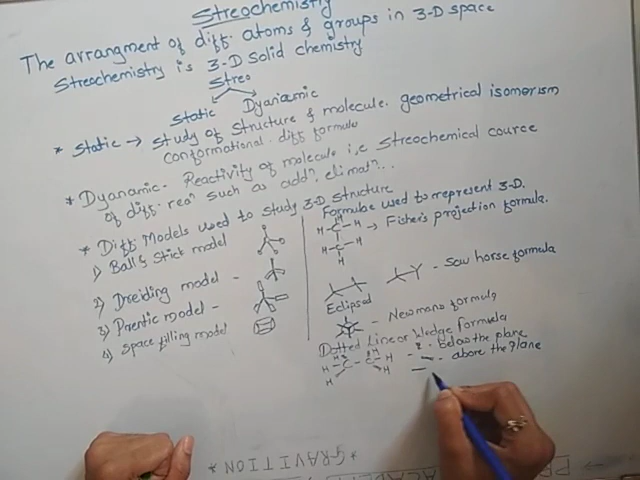 Streochemistry
The arrangment of diff. atoms & groups in 3-D space
Streochemistry is 3-D solid chemistry
Streo
Static Dyanamic
* Static → Study of structure & molecule. geometrical isomerism
conformational. diff formula
* Dyanamic - Reactivity of molecule i,e streochemical cource
of diff. rean such as addn, elimatn...
* Diff Models used to study 3-D structure
1) Ball & Stick model
2) Dreiding model -
3) Prentic model -
4) Space filling model
Formulae used to represent 3-D.
H
H - C - H → Fisher's projection formula.
H - C - H
H
- Saw horse formula
Eclipsed
- Newmans formula
Dotted Line or Wedge formula
H H
H - C - C - H
H H
- below the plane
- above the plane
* GRAVITION *